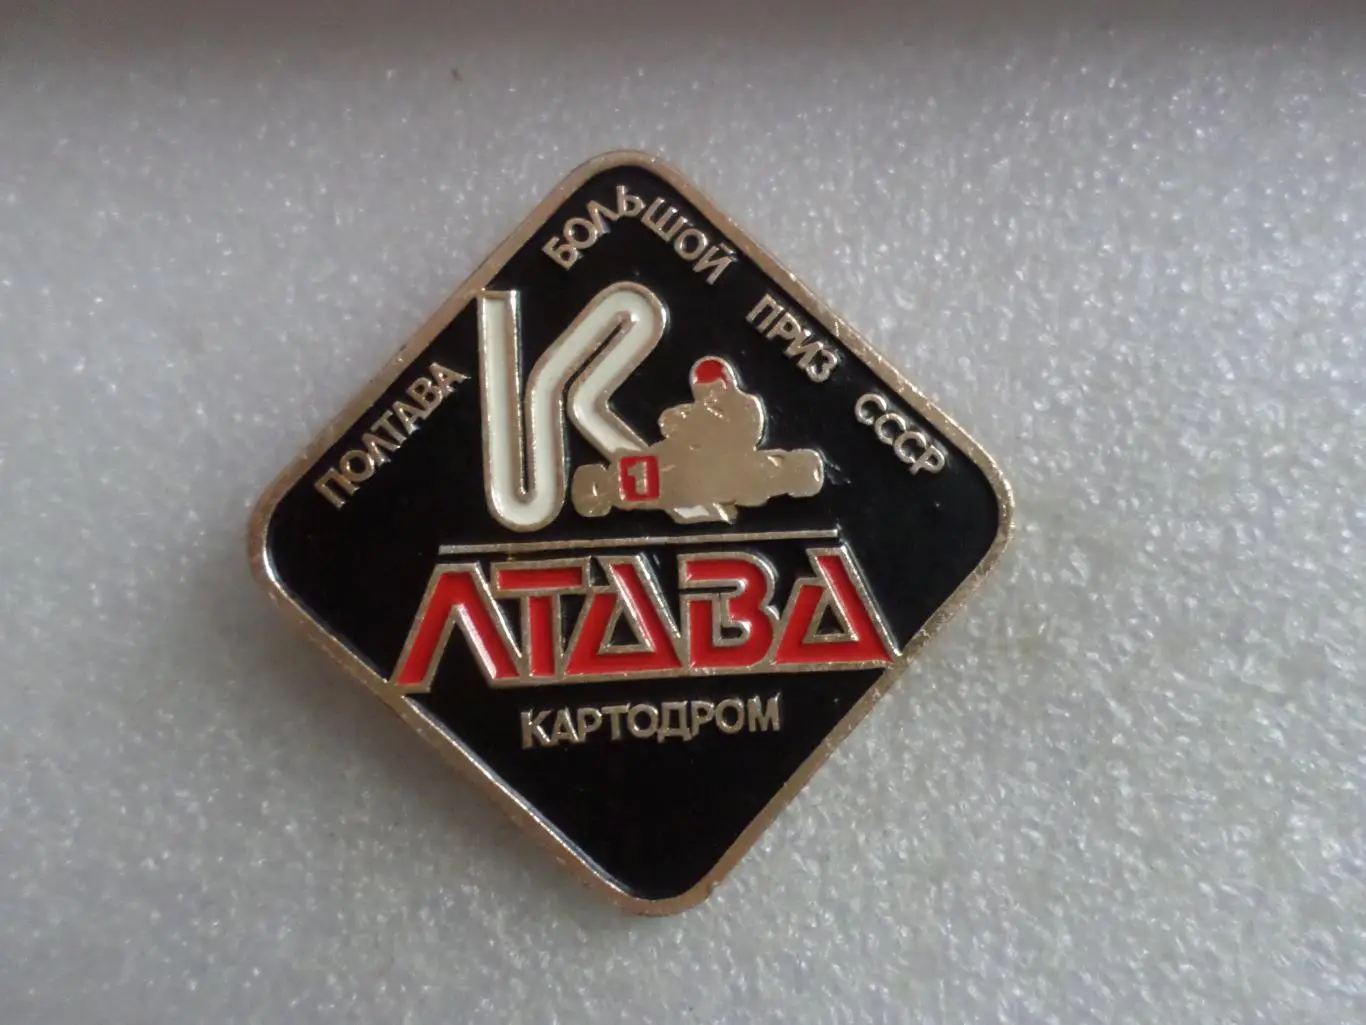 ПОЛТАВА БОЛЬШОЙ ПРИЗ СССР
К
1
ЛТАВА
КАРТОДРОМ